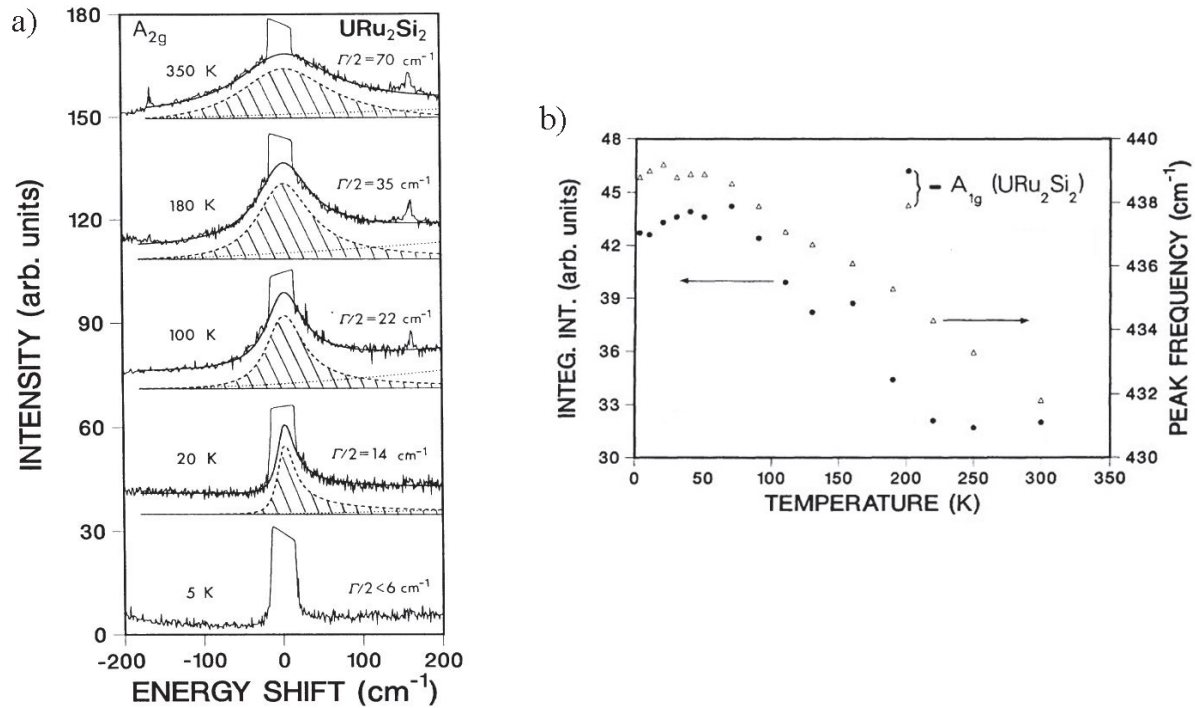 a)
A2g
URu2Si2
350 K
Γ/2=70 cm-1
180 K
Γ/2=35 cm-1
100 K
Γ/2=22 cm-1
20 K
Γ/2=14 cm-1
5 K
Γ/2<6 cm-1
180
150
120
90
60
30
0
-200
-100
0
100
200
INTENSITY (arb. units)
ENERGY SHIFT (cm-1)
b)
48
45
42
39
36
33
30
440
438
436
434
432
430
A1g (URu2Si2)
0
50
100
150
200
250
300
350
INTEG. INT. (arb. units)
PEAK FREQUENCY (cm-1)
TEMPERATURE (K)